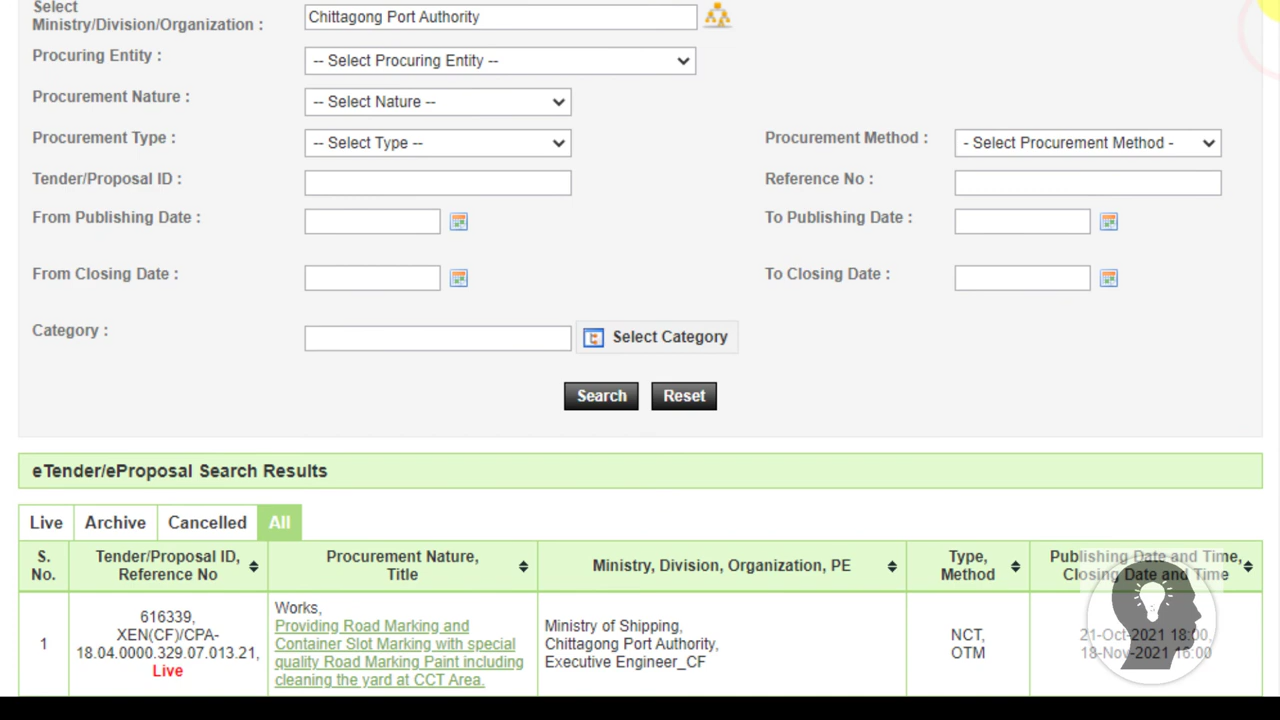 Select
Ministry/Division/Organization :
Chittagong Port Authority
Procuring Entity :
-- Select Procuring Entity --
Procurement Nature :
-- Select Nature --
Procurement Type :
-- Select Type --
Procurement Method :
- Select Procurement Method -
Tender/Proposal ID :
Reference No :
From Publishing Date :
To Publishing Date :
From Closing Date :
To Closing Date :
Category :
Select Category
Search
Reset
eTender/eProposal Search Results
Live
Archive
Cancelled
All
S.
No.
Tender/Proposal ID,
Reference No
Procurement Nature,
Title
Ministry, Division, Organization, PE
Type,
Method
Publishing Date and Time,
Closing Date and Time
1
616339,
XEN(CF)/CPA-
18.04.0000.329.07.013.21,
Live
Works,
Providing Road Marking and
Container Slot Marking with special
quality Road Marking Paint including
cleaning the yard at CCT Area.
Ministry of Shipping,
Chittagong Port Authority,
Executive Engineer_CF
NCT,
OTM
21-Oct-2021 18:00,
18-Nov-2021 16:00